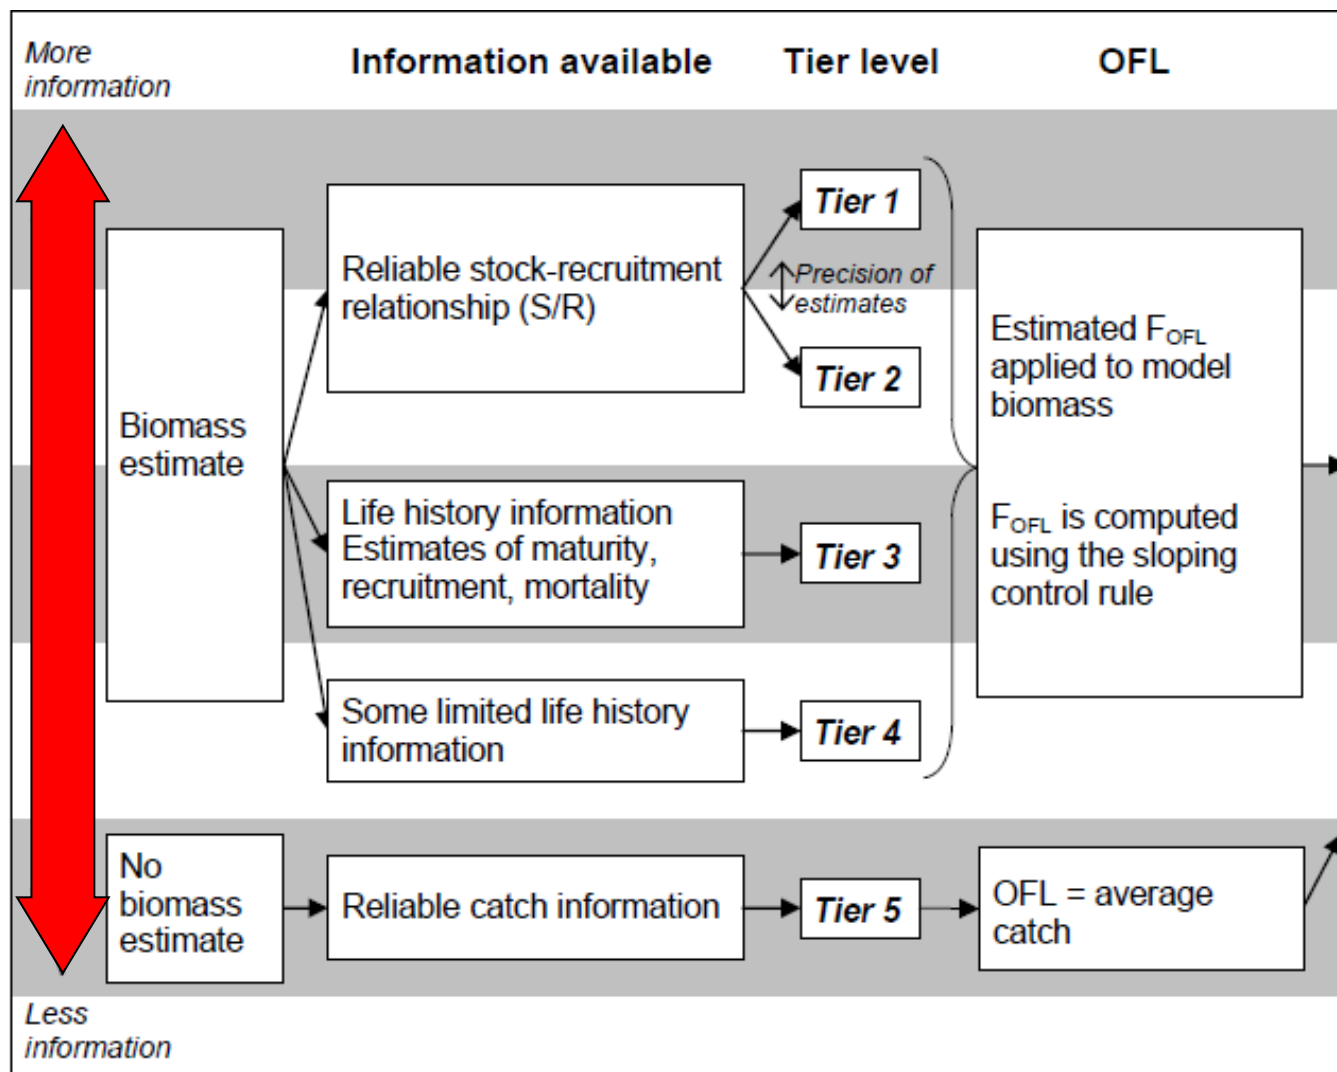 More
information
Information available
Tier level
OFL
Tier 1
Reliable stock-recruitment
relationship (S/R)
Precision of
estimates
Tier 2
Estimated FOFL
applied to model
biomass
Biomass
estimate
Life history information
Estimates of maturity,
recruitment, mortality
Tier 3
FOFL is computed
using the sloping
control rule
Some limited life history
information
Tier 4
No
biomass
estimate
Reliable catch information
Tier 5
OFL = average
catch
Less
information